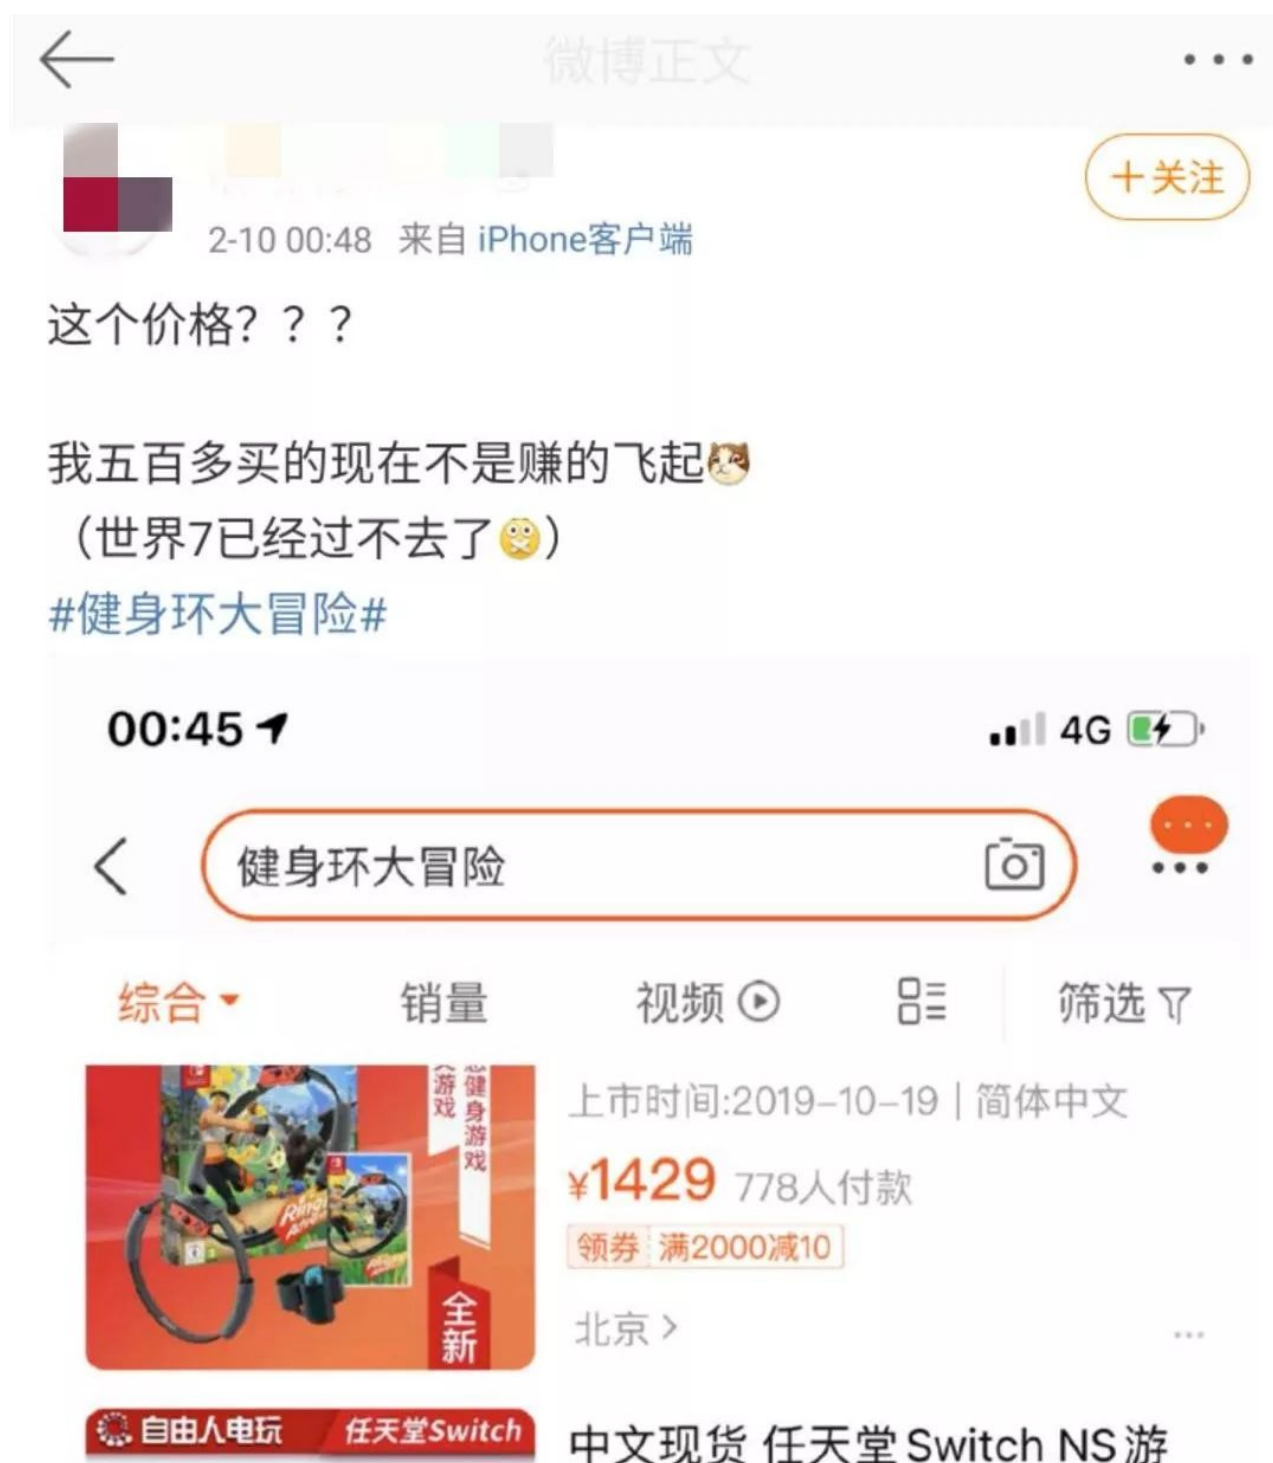 微博正文
+关注
2-10 00:48 来自 iPhone客户端
这个价格？？？
我五百多买的现在不是赚的飞起
（世界7已经过不去了）
#健身环大冒险#
00:45 4G
健身环大冒险
综合 销量 视频 筛选
健身游戏
游戏
上市时间:2019-10-19 | 简体中文
¥1429 778人付款
领券 满2000减10
全新
北京
自由人电玩 任天堂Switch
中文现货 任天堂Switch NS游